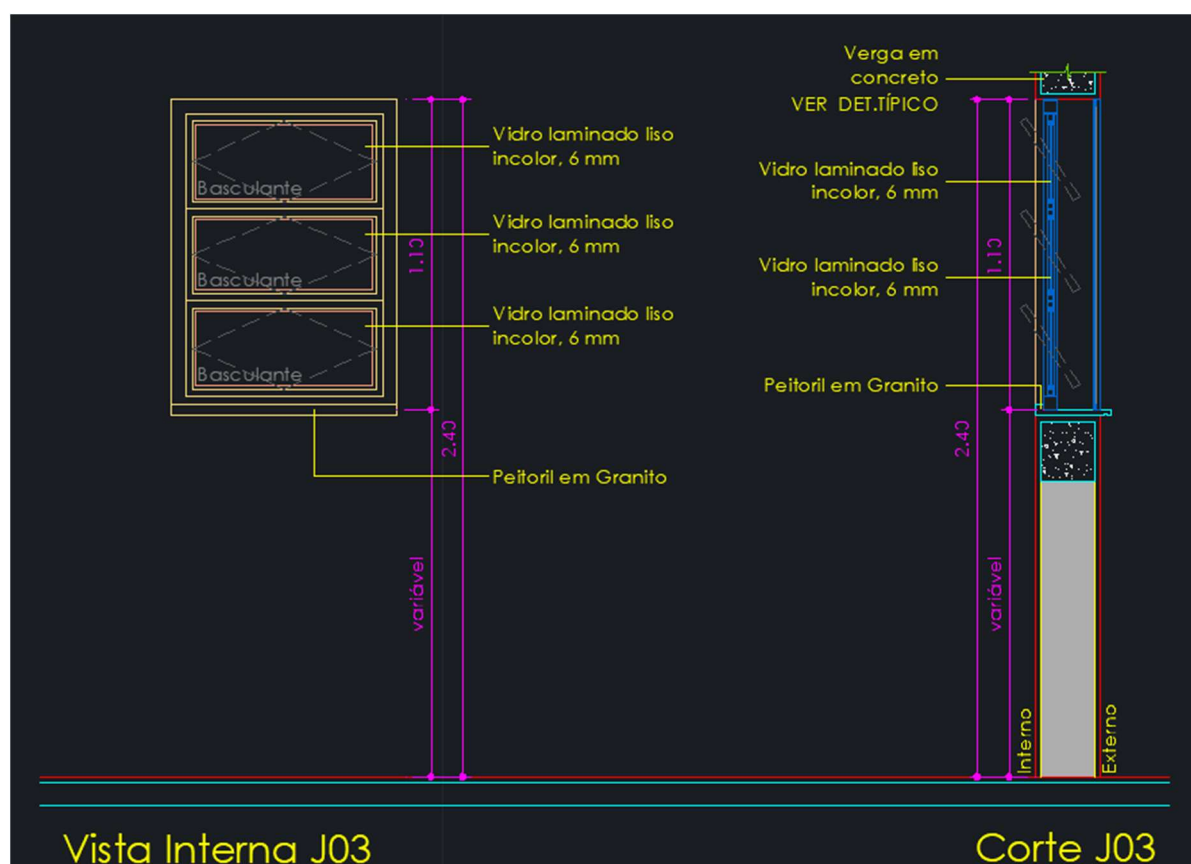 Vidro laminado liso
incolor, 6 mm
Basculante
Vidro laminado liso
incolor, 6 mm
Basculante
Vidro laminado liso
incolor, 6 mm
Basculante
1.10
2.40
variável
Peitoril em Granito
Vista Interna J03
Verga em
concreto
VER DET.TÍPICO
Vidro laminado liso
incolor, 6 mm
Vidro laminado liso
incolor, 6 mm
Peitoril em Granito
1.10
2.40
variável
Interno
Externo
Corte J03